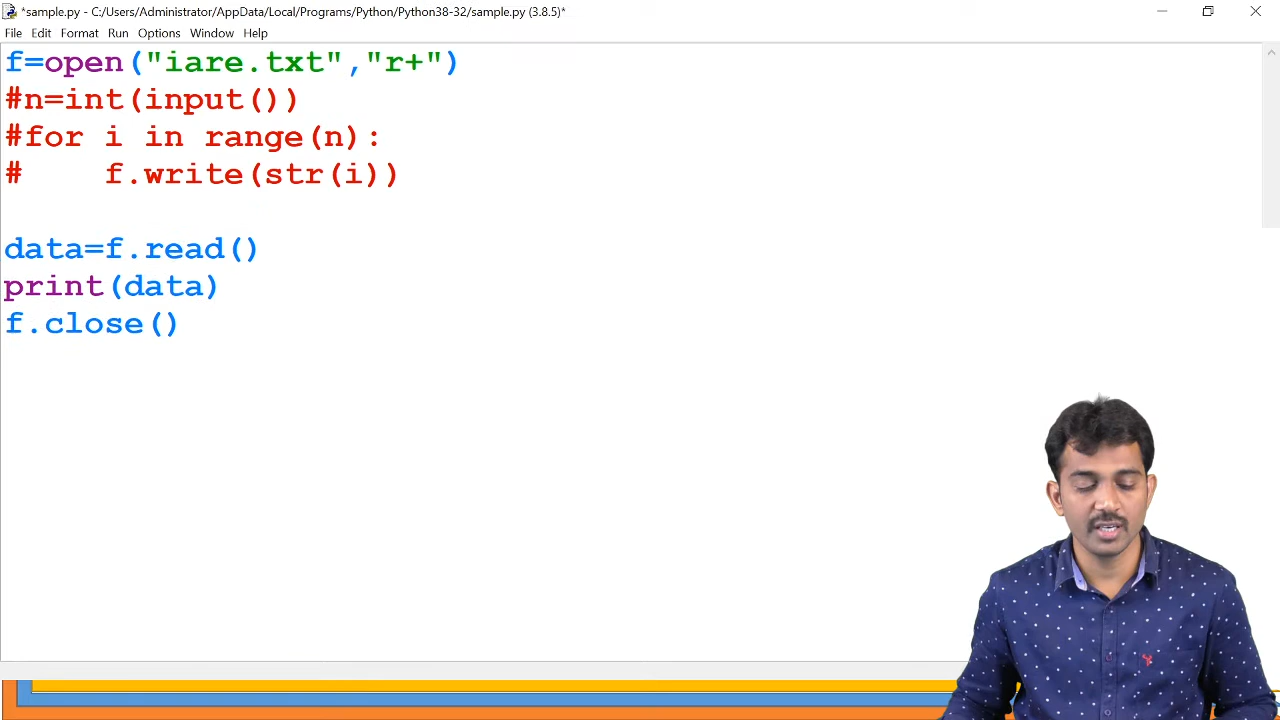 *sample.py - C:/Users/Administrator/AppData/Local/Programs/Python/Python38-32/sample.py (3.8.5)*
File Edit Format Run Options Window Help
f=open("iare.txt","r+")
#n=int(input())
#for i in range(n):
#    f.write(str(i))
data=f.read()
print(data)
f.close()